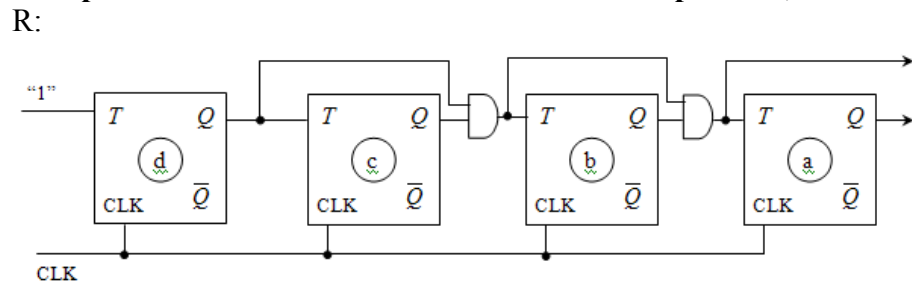 R:
“1”
T Q T Q T Q T Q
d c b a
CLK Q̅ CLK Q̅ CLK Q̅ CLK Q̅
CLK